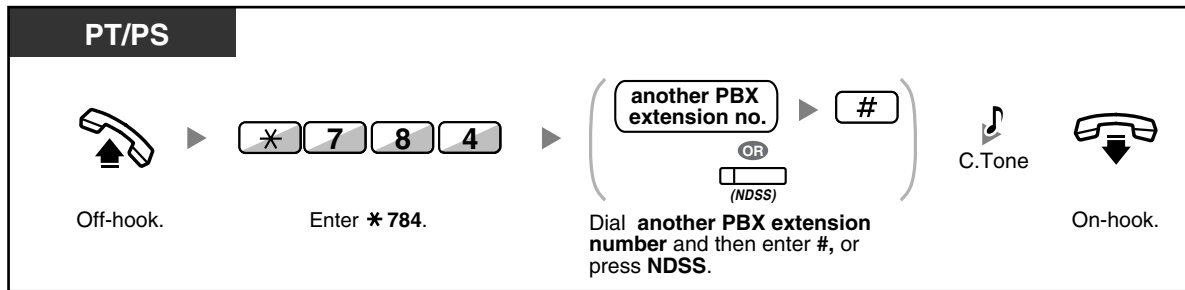 PT/PS
✳ 7 8 4
another PBX
extension no.
#
OR
(NDSS)
C.Tone
Off-hook.
Enter ✳ 784.
Dial another PBX extension
number and then enter #, or
press NDSS.
On-hook.